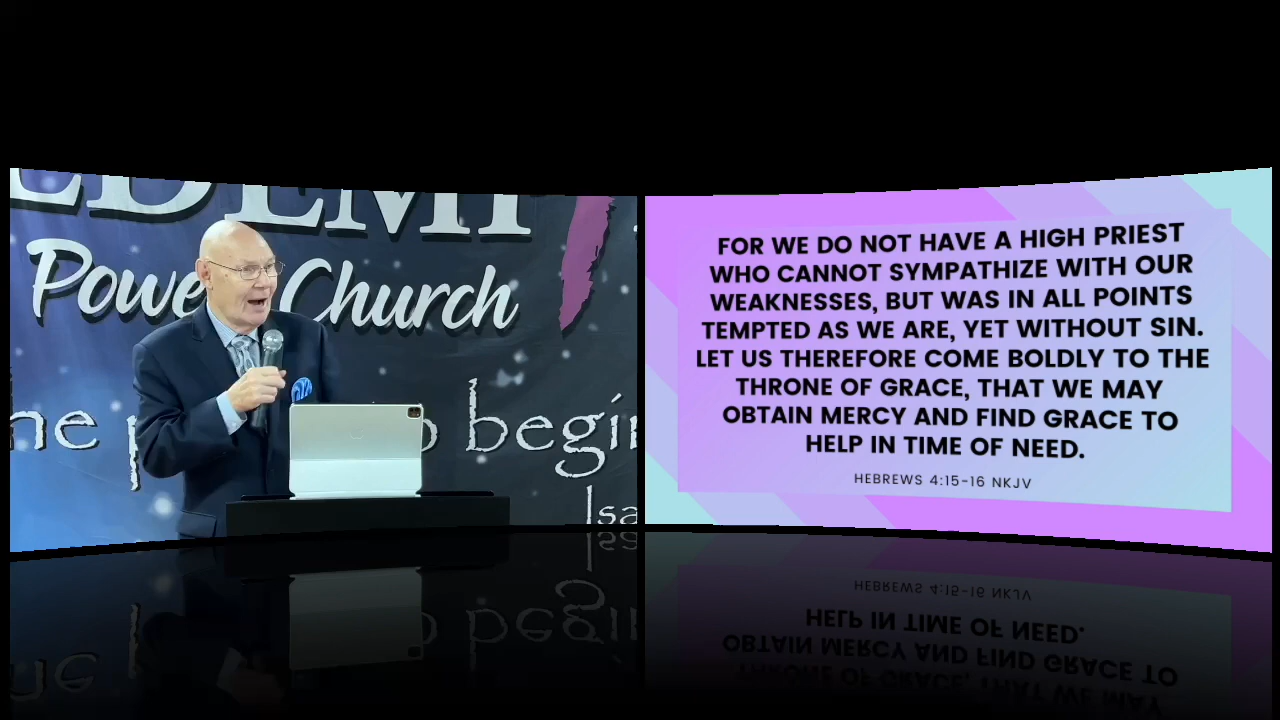 Power Church
begin
FOR WE DO NOT HAVE A HIGH PRIEST
WHO CANNOT SYMPATHIZE WITH OUR
WEAKNESSES, BUT WAS IN ALL POINTS
TEMPTED AS WE ARE, YET WITHOUT SIN.
LET US THEREFORE COME BOLDLY TO THE
THRONE OF GRACE, THAT WE MAY
OBTAIN MERCY AND FIND GRACE TO
HELP IN TIME OF NEED.
HEBREWS 4:15-16 NKJV